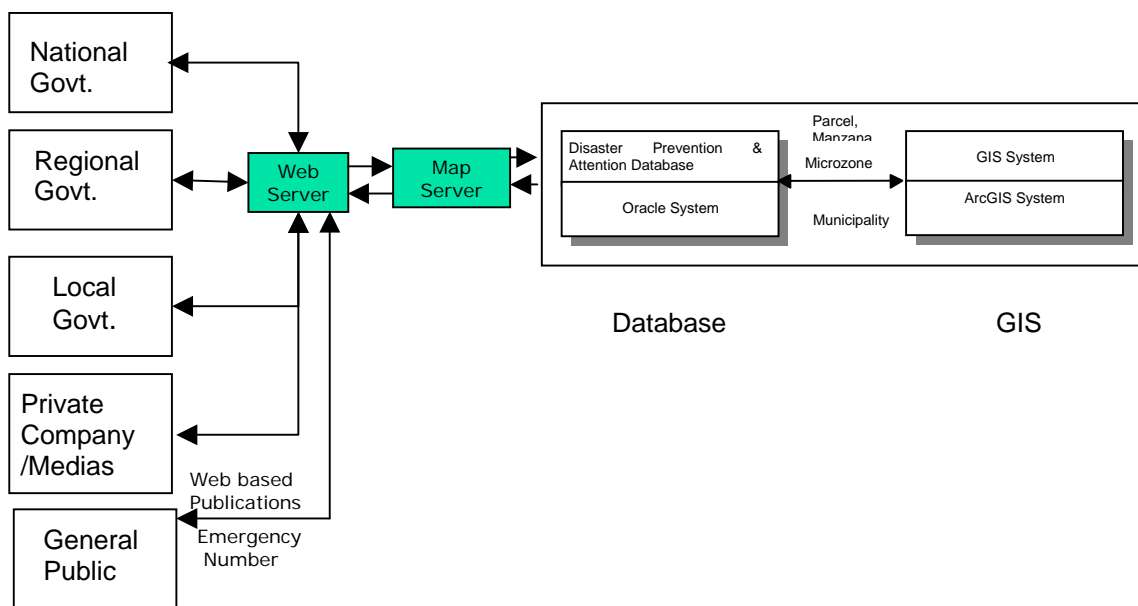 National
Govt.
Regional
Govt.
Local
Govt.
Private
Company
/Medias
General
Public
Web
Server
Map
Server
Web based
Publications
Emergency
Number
Disaster Prevention &
Attention Database
Oracle System
Parcel,
Manzana
Microzone
Municipality
GIS System
ArcGIS System
Database
GIS